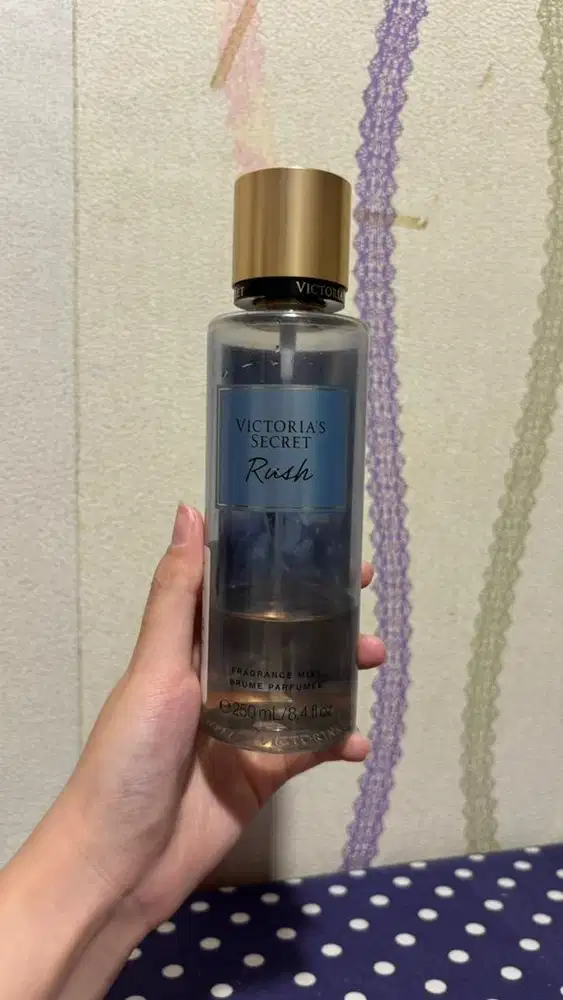 VICTORIA'S
SECRET
Rush
FRAGRANCE MIST
BRUME PARFUMÉE
℮250 mL/8.4 fl oz